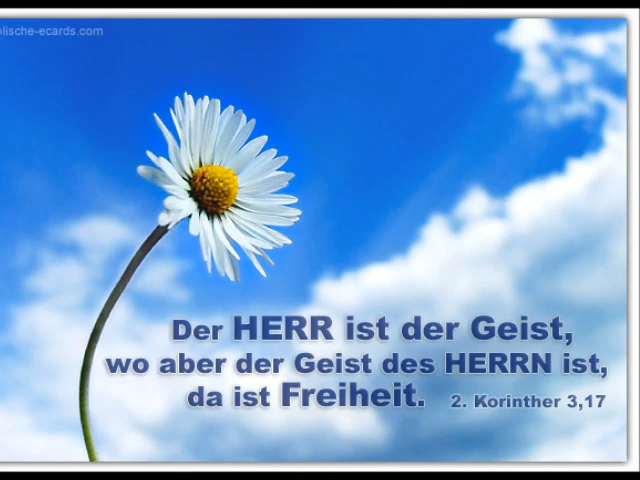 olische-ecards.com
Der HERR ist der Geist,
wo aber der Geist des HERRN ist,
da ist Freiheit. 2. Korinther 3,17